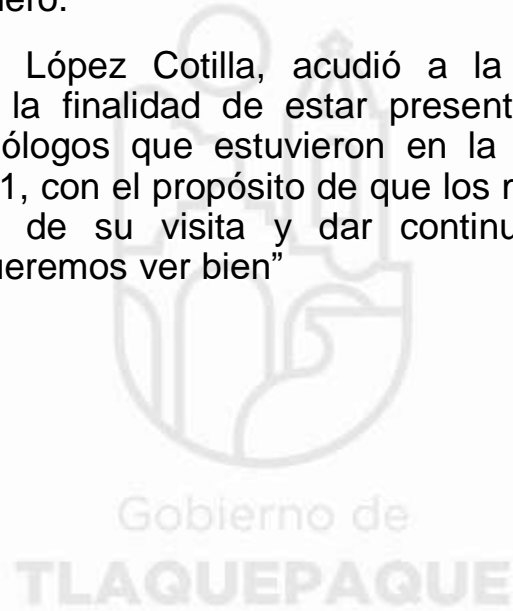 López Cotilla, acudió a la
la finalidad de estar present
ólogos que estuvieron en la
1, con el propósito de que los
de su visita y dar continu
ueremos ver bien”
Gobierno de
TLAQUEPAQUE